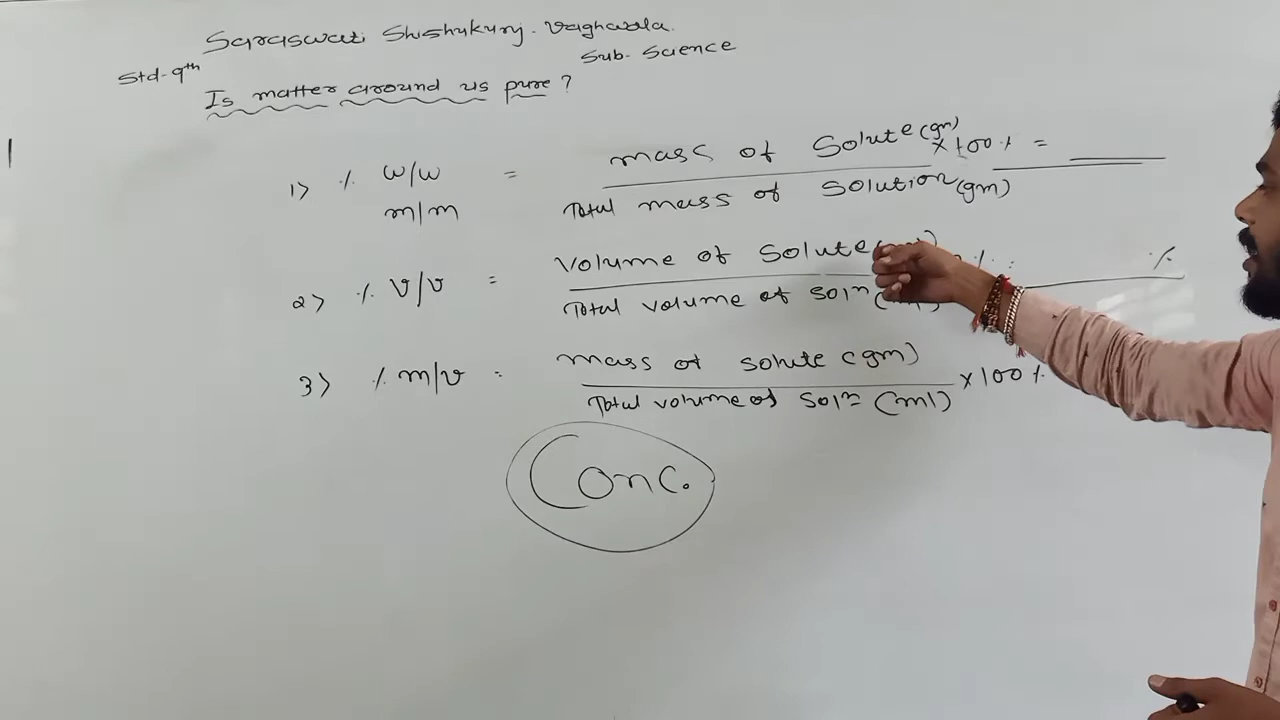 Saraswati Shishukunj. Vaghawala.
Std-9th Sub- Science
Is matter around us pure?
1> % w/w = mass of Solute (gm) × 100 % =
m/m Total mass of Solution (gm)
2> % v/v = Volume of Solute %
Total volume of solⁿ (ml)
3> % m/v = mass of solute (gm) × 100 %
Total volume of solⁿ (ml)
Conc.